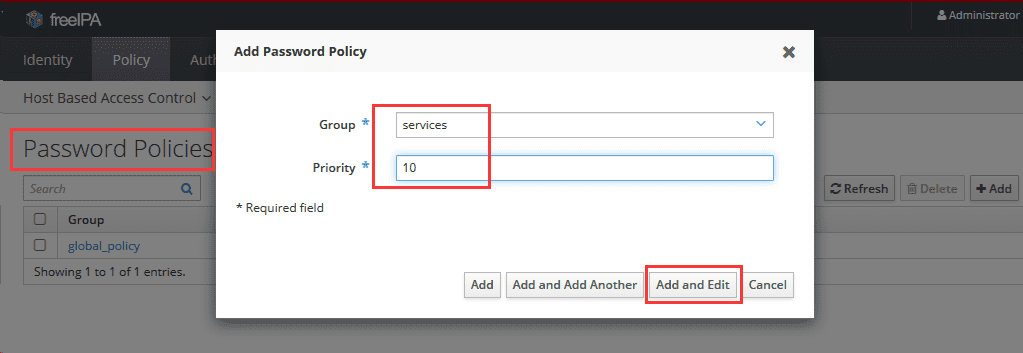 freeIPA Administrator
Identity Policy
Host Based Access Control
Password Policies
Search Refresh Delete Add
Group
global_policy
Showing 1 to 1 of 1 entries.
Add Password Policy
Group * services
Priority * 10
* Required field
Add Add and Add Another Add and Edit Cancel